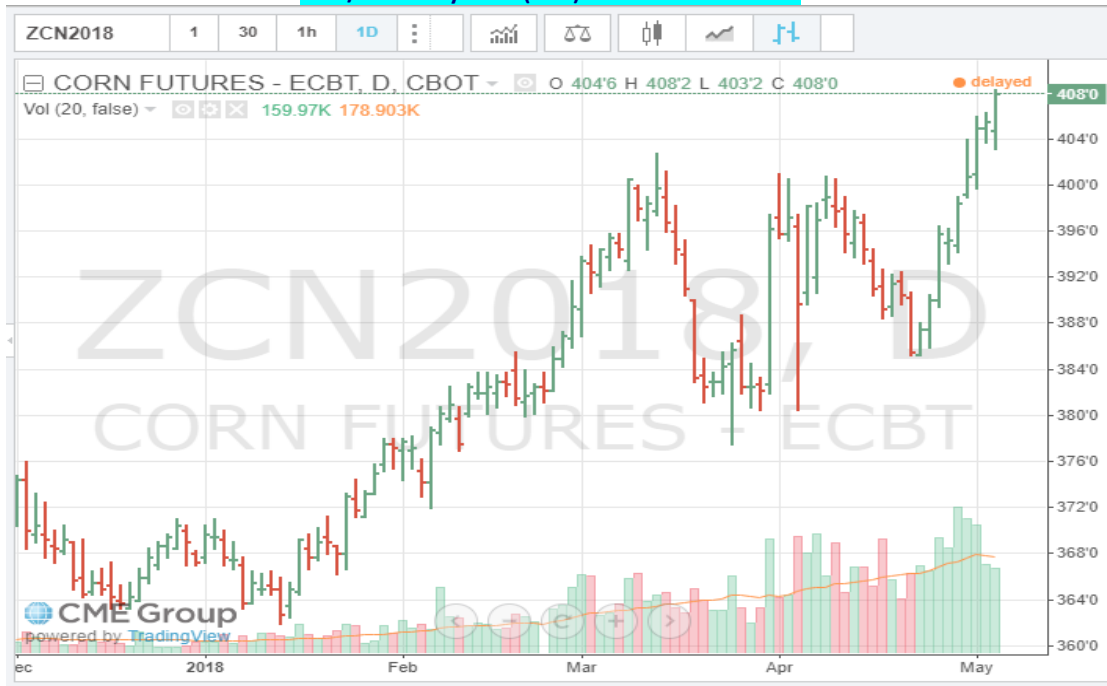 ZCN2018 1 30 1h 1D
CORN FUTURES - ECBT, D, CBOT O 404'6 H 408'2 L 403'2 C 408'0 delayed
Vol (20, false) 159.97K 178.903K
408'0
404'0
400'0
396'0
392'0
388'0
384'0
380'0
376'0
372'0
368'0
364'0
360'0
ZCN2018, D
CORN FUTURES - ECBT
CME Group
powered by TradingView
ec 2018 Feb Mar Apr May